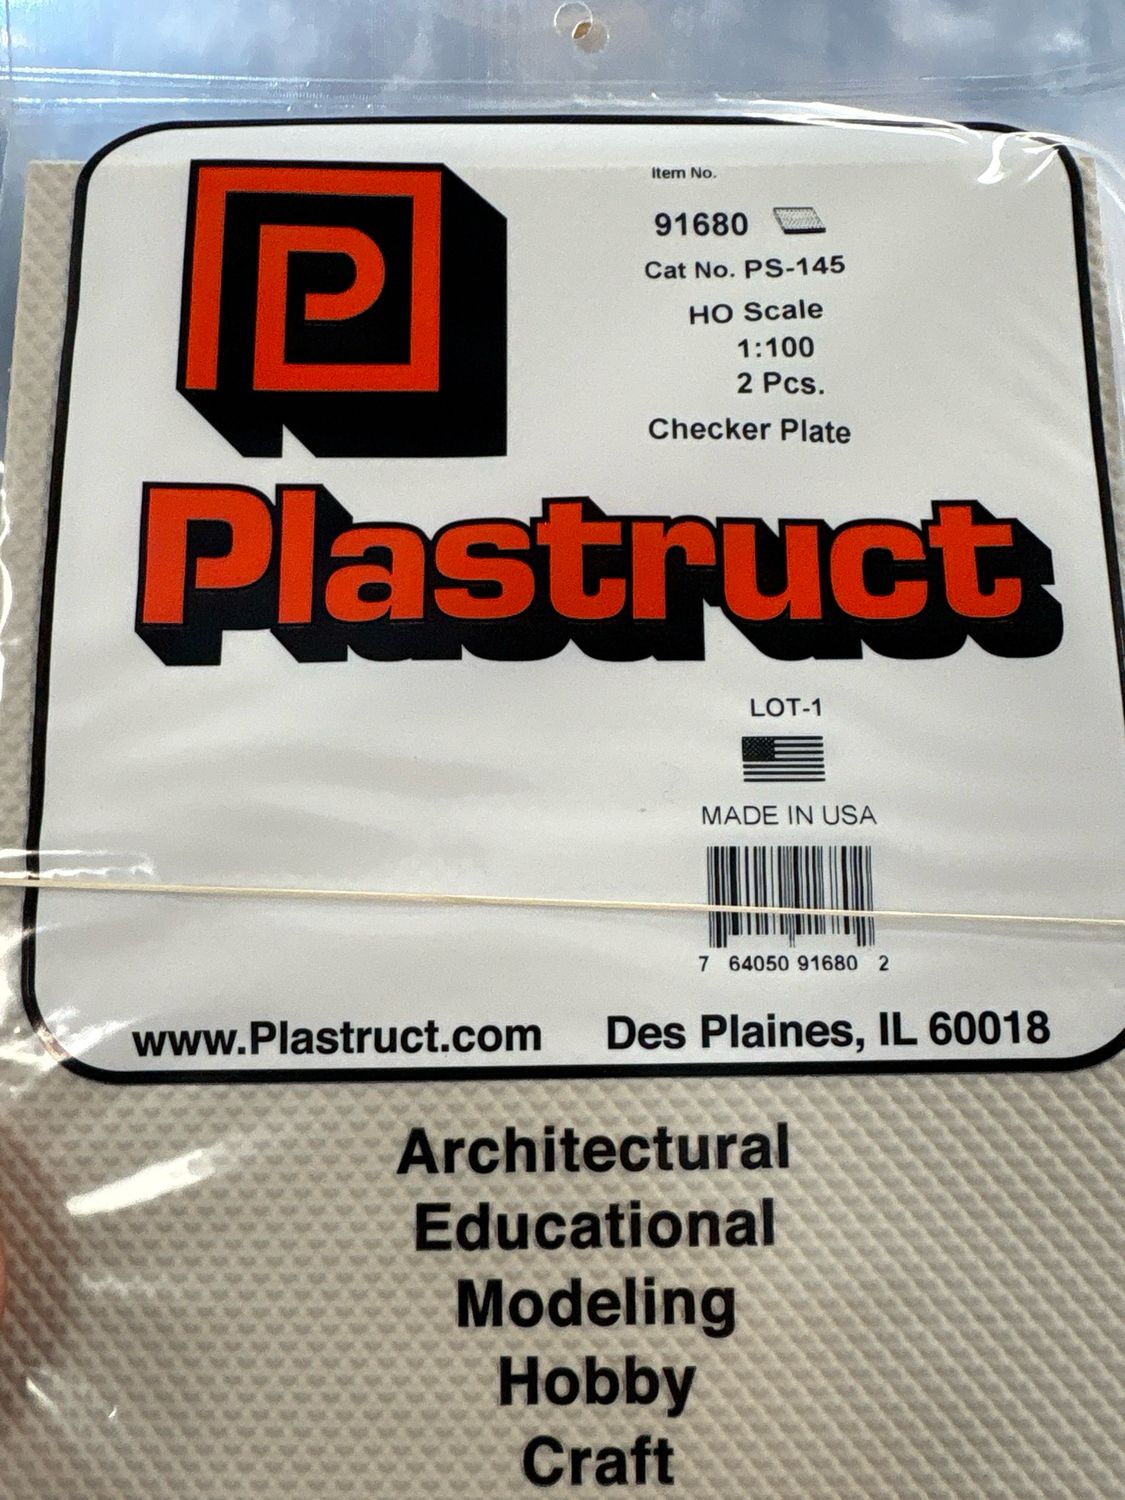 P
Item No.
91680
Cat No. PS-145
HO Scale
1:100
2 Pcs.
Checker Plate
Plastruct
LOT-1
MADE IN USA
7 64050 91680 2
www.Plastruct.com Des Plaines, IL 60018
Architectural
Educational
Modeling
Hobby
Craft